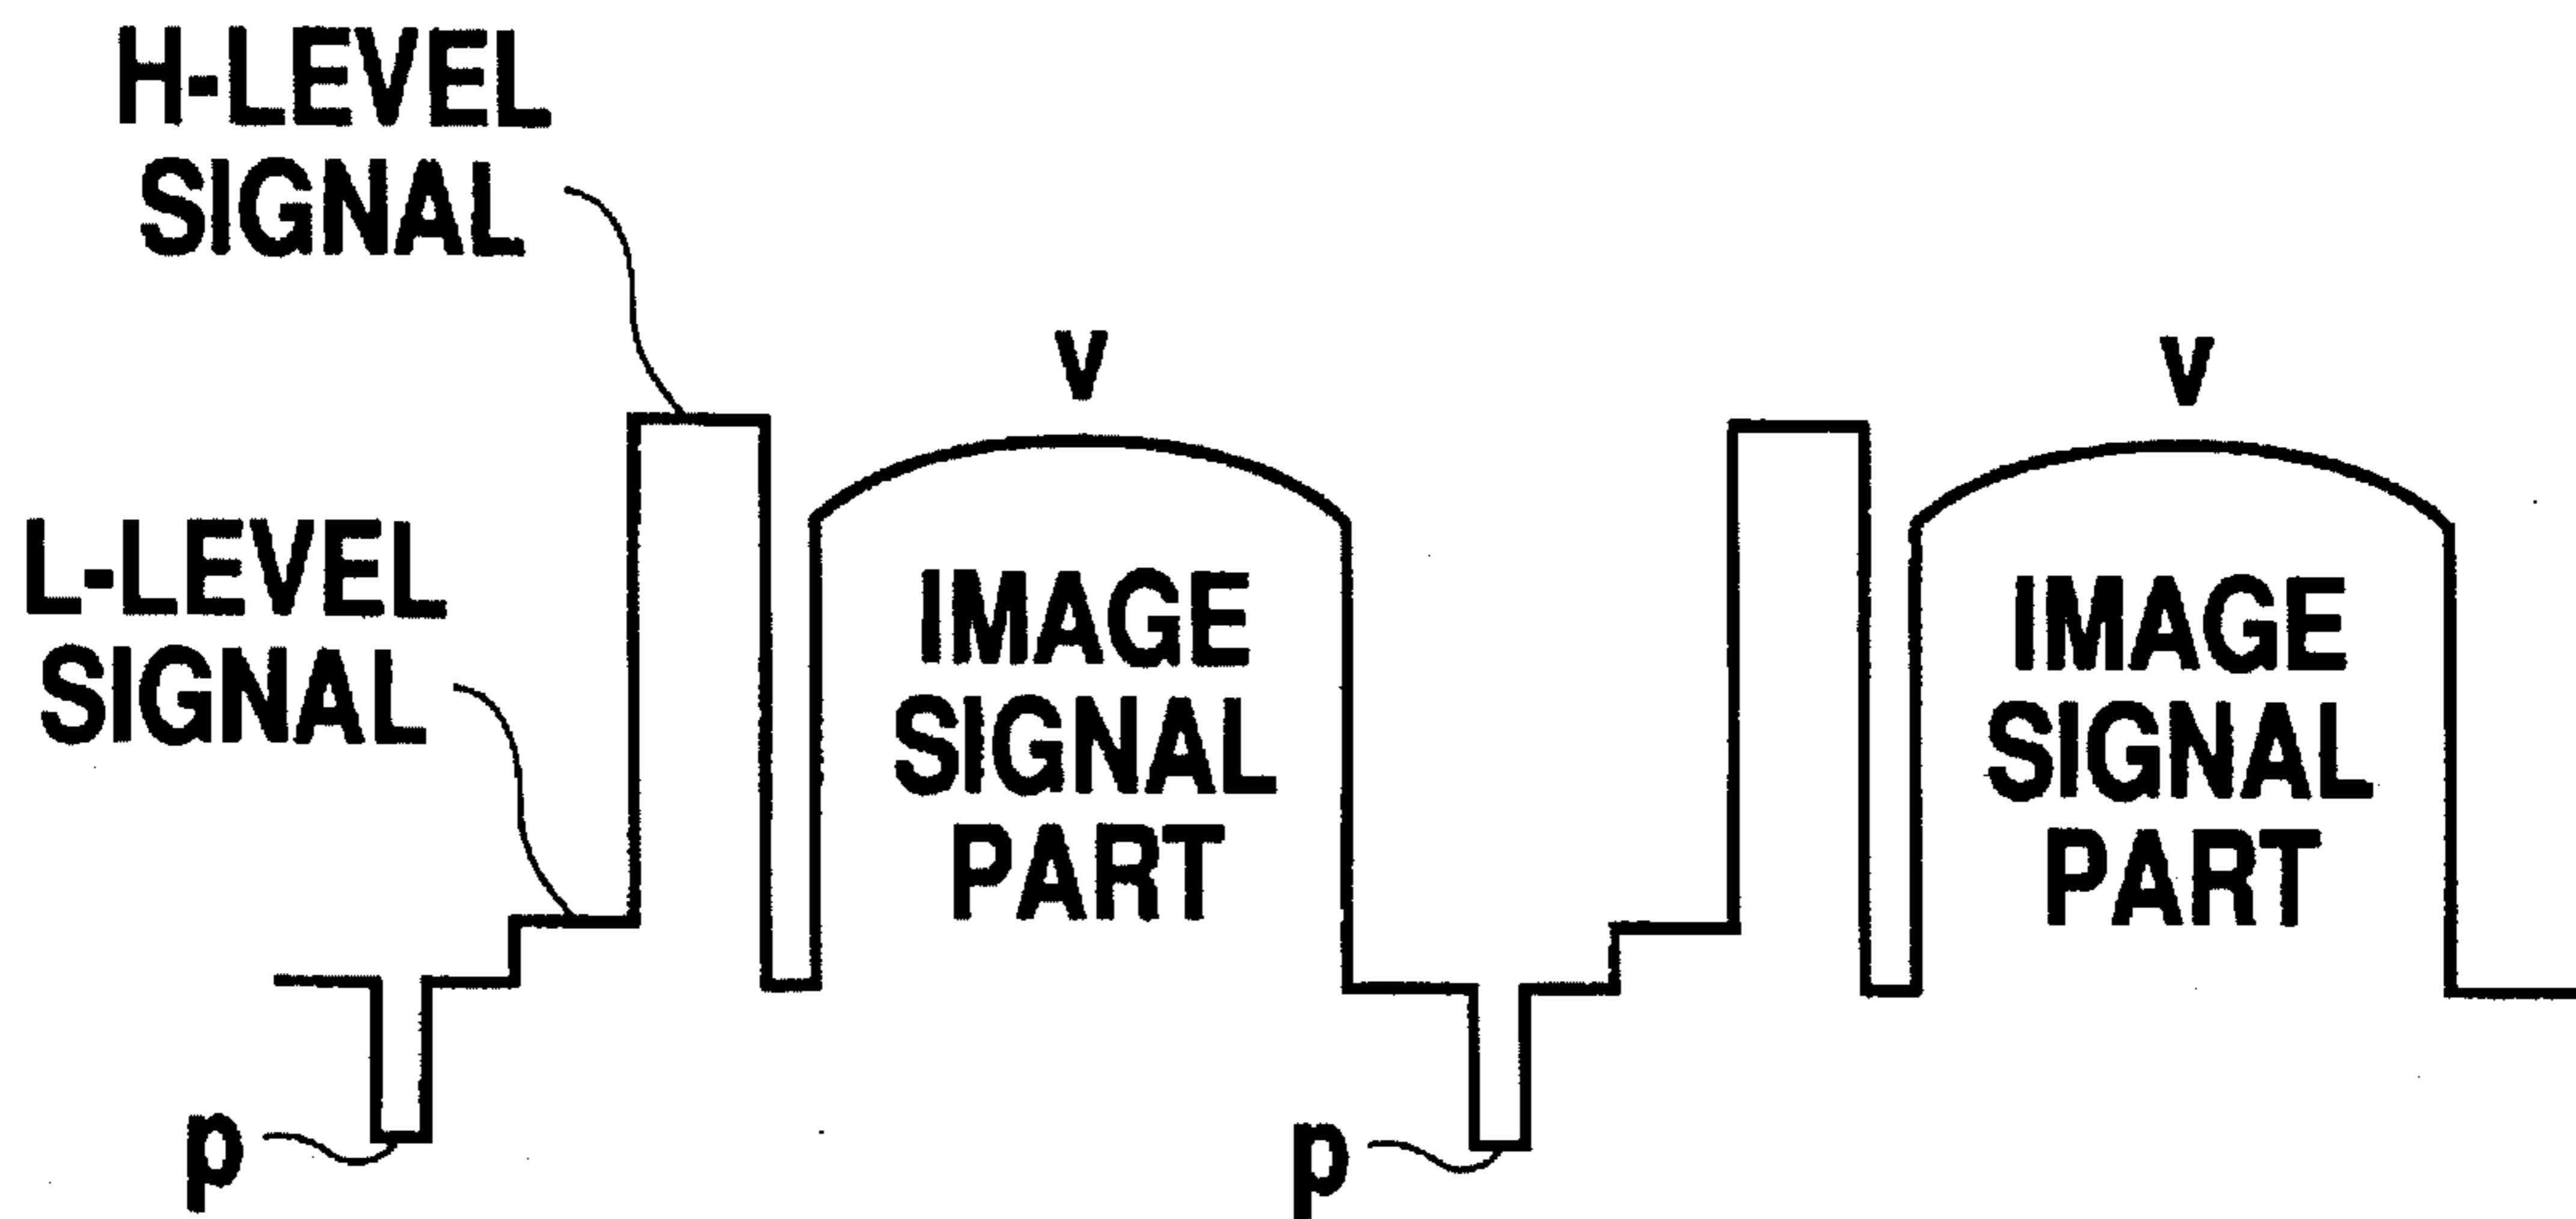 H-LEVEL
SIGNAL
V
V
L-LEVEL
SIGNAL
IMAGE
SIGNAL
PART
IMAGE
SIGNAL
PART
p
p